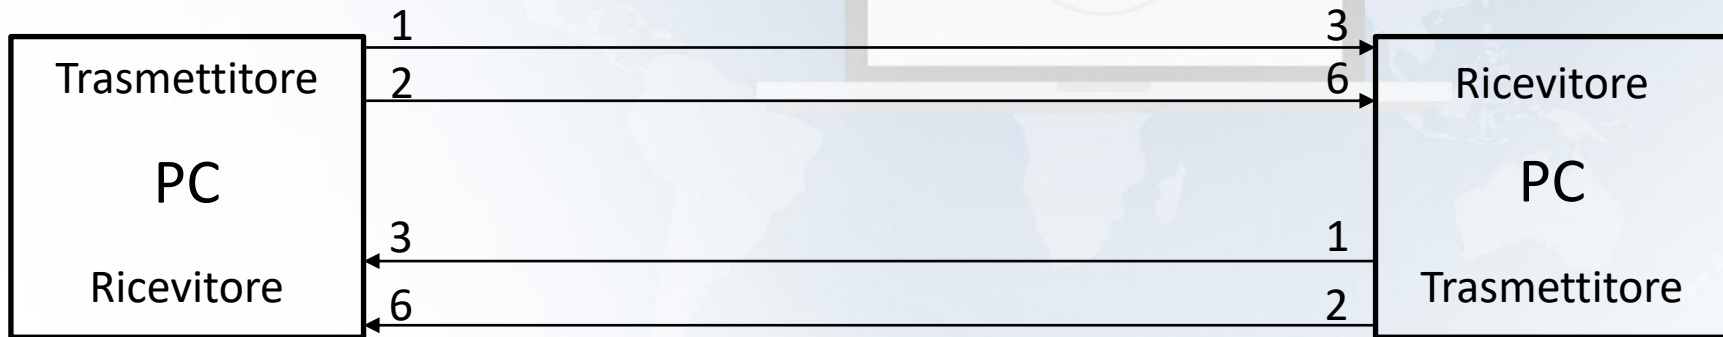 1 3
Trasmettitore 2 6 Ricevitore
PC PC
3 1
Ricevitore 6 2 Trasmettitore